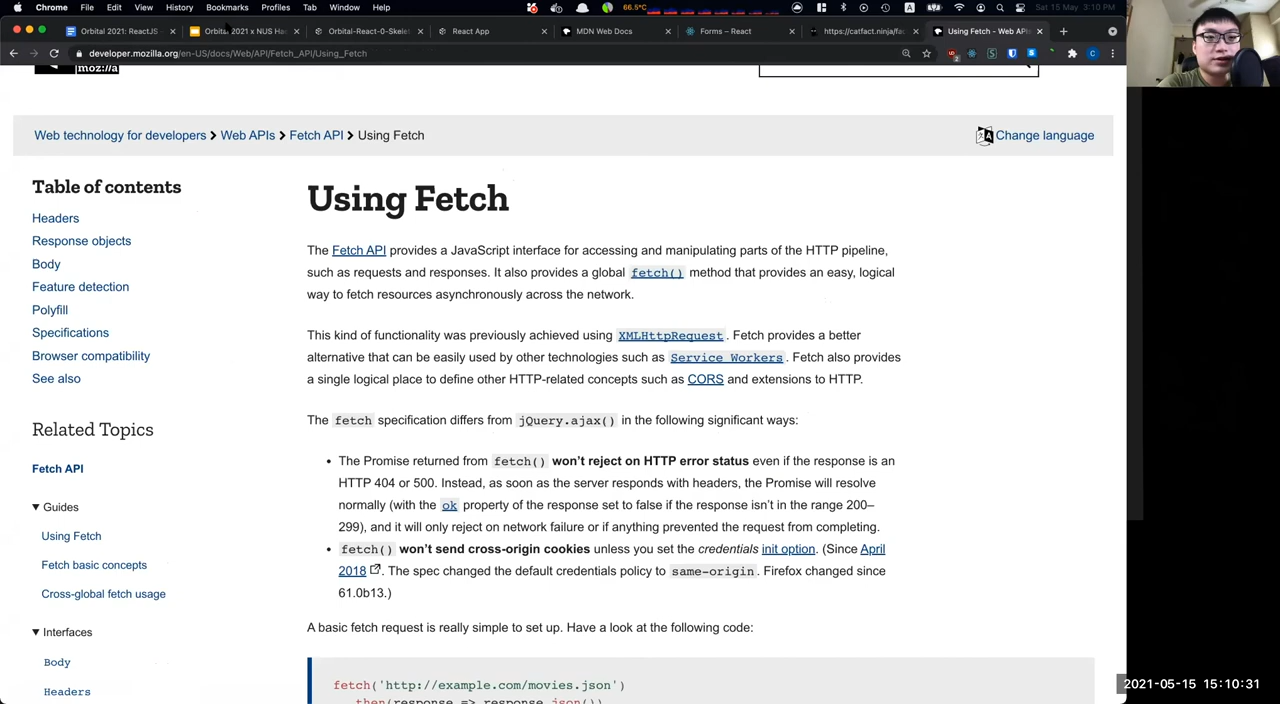 Chrome File Edit View History Bookmarks Profiles Tab Window Help 66.5°C Sat 15 May 3:10 PM
Orbital 2021: ReactJS Orbital 2021 x NUS Ha Orbital-React-0-Skele React App MDN Web Docs Forms – React https://catfact.ninja/fa Using Fetch - Web API
developer.mozilla.org/en-US/docs/Web/API/Fetch_API/Using_Fetch
moz://a
Web technology for developers Web APIs Fetch API Using Fetch Change language
Table of contents
Headers
Response objects
Body
Feature detection
Polyfill
Specifications
Browser compatibility
See also
Related Topics
Fetch API
Guides
Using Fetch
Fetch basic concepts
Cross-global fetch usage
Interfaces
Body
Headers
Using Fetch
The Fetch API provides a JavaScript interface for accessing and manipulating parts of the HTTP pipeline,
such as requests and responses. It also provides a global fetch() method that provides an easy, logical
way to fetch resources asynchronously across the network.
This kind of functionality was previously achieved using XMLHttpRequest. Fetch provides a better
alternative that can be easily used by other technologies such as Service Workers. Fetch also provides
a single logical place to define other HTTP-related concepts such as CORS and extensions to HTTP.
The fetch specification differs from jQuery.ajax() in the following significant ways:
• The Promise returned from fetch() won't reject on HTTP error status even if the response is an
HTTP 404 or 500. Instead, as soon as the server responds with headers, the Promise will resolve
normally (with the ok property of the response set to false if the response isn't in the range 200–
299), and it will only reject on network failure or if anything prevented the request from completing.
• fetch() won't send cross-origin cookies unless you set the credentials init option. (Since April
2018. The spec changed the default credentials policy to same-origin. Firefox changed since
61.0b13.)
A basic fetch request is really simple to set up. Have a look at the following code:
fetch('http://example.com/movies.json')
.then(response => response.json())
2021-05-15 15:10:31